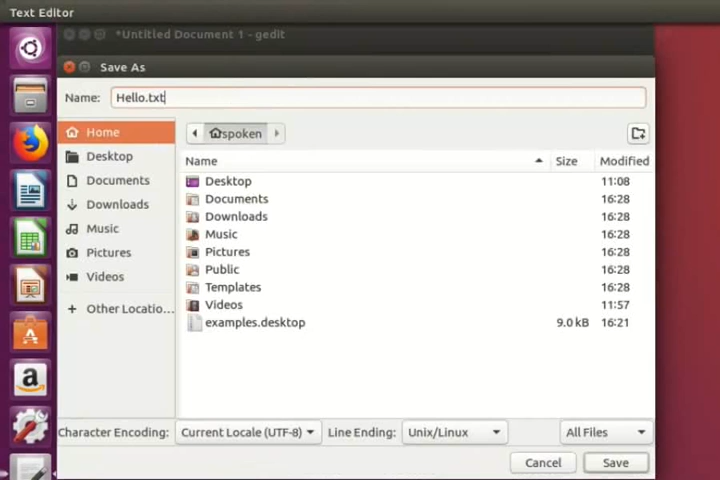 Text Editor
*Untitled Document 1 - gedit
Save As
Name: Hello.txt
Home
spoken
Desktop
Documents
Downloads
Music
Pictures
Videos
+ Other Locatio...
Name Size Modified
Desktop 11:08
Documents 16:28
Downloads 16:28
Music 16:28
Pictures 16:28
Public 16:28
Templates 16:28
Videos 11:57
examples.desktop 9.0 kB 16:21
Character Encoding: Current Locale (UTF-8) Line Ending: Unix/Linux All Files
Cancel Save